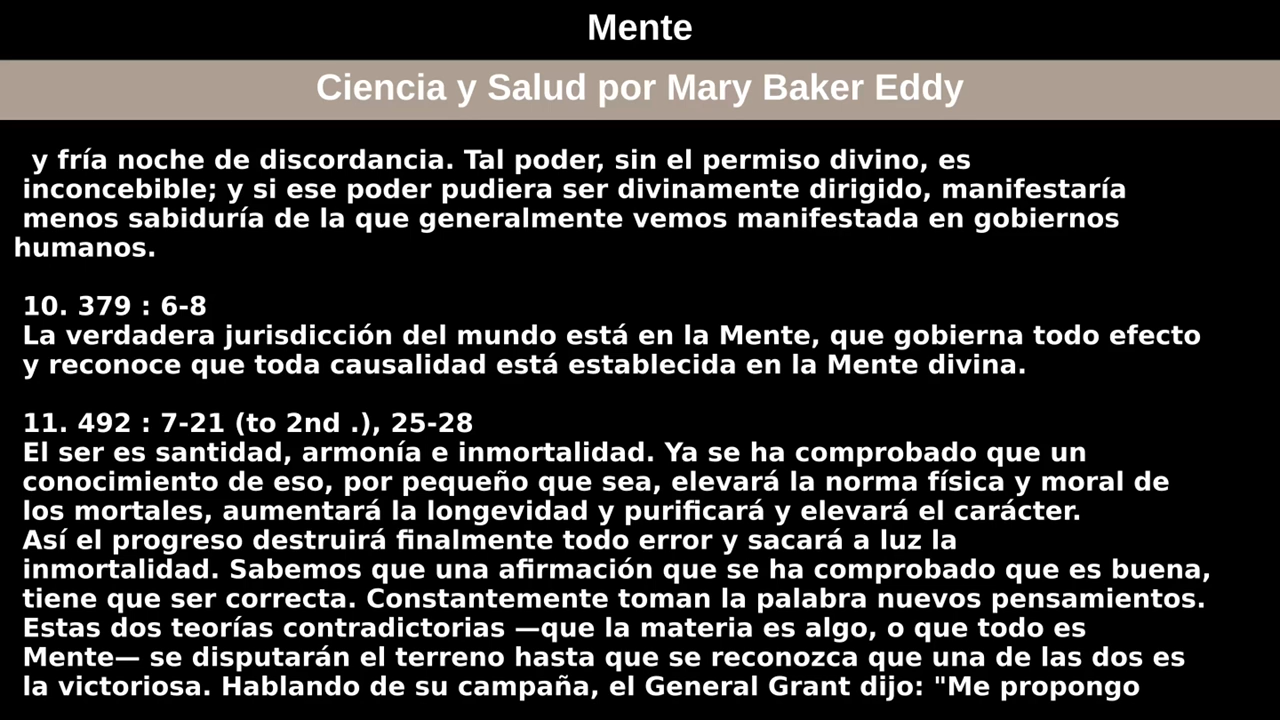 Mente
Ciencia y Salud por Mary Baker Eddy
y fría noche de discordancia. Tal poder, sin el permiso divino, es
inconcebible; y si ese poder pudiera ser divinamente dirigido, manifestaría
menos sabiduría de la que generalmente vemos manifestada en gobiernos
humanos.
10. 379 : 6-8
La verdadera jurisdicción del mundo está en la Mente, que gobierna todo efecto
y reconoce que toda causalidad está establecida en la Mente divina.
11. 492 : 7-21 (to 2nd .), 25-28
El ser es santidad, armonía e inmortalidad. Ya se ha comprobado que un
conocimiento de eso, por pequeño que sea, elevará la norma física y moral de
los mortales, aumentará la longevidad y purificará y elevará el carácter.
Así el progreso destruirá finalmente todo error y sacará a luz la
inmortalidad. Sabemos que una afirmación que se ha comprobado que es buena,
tiene que ser correcta. Constantemente toman la palabra nuevos pensamientos.
Estas dos teorías contradictorias —que la materia es algo, o que todo es
Mente— se disputarán el terreno hasta que se reconozca que una de las dos es
la victoriosa. Hablando de su campaña, el General Grant dijo: "Me propongo